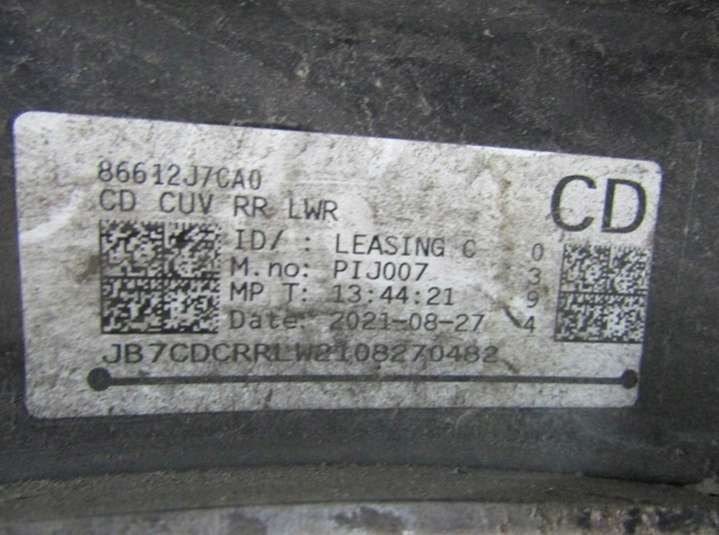 86612J7CA0
CD CUV RR LWR
CD
ID/ : LEASING C
M.no: PIJ007
MP T: 13:44:21
Date: 2021-08-27
0
3
9
4
JB7CDCRRLW2108270482